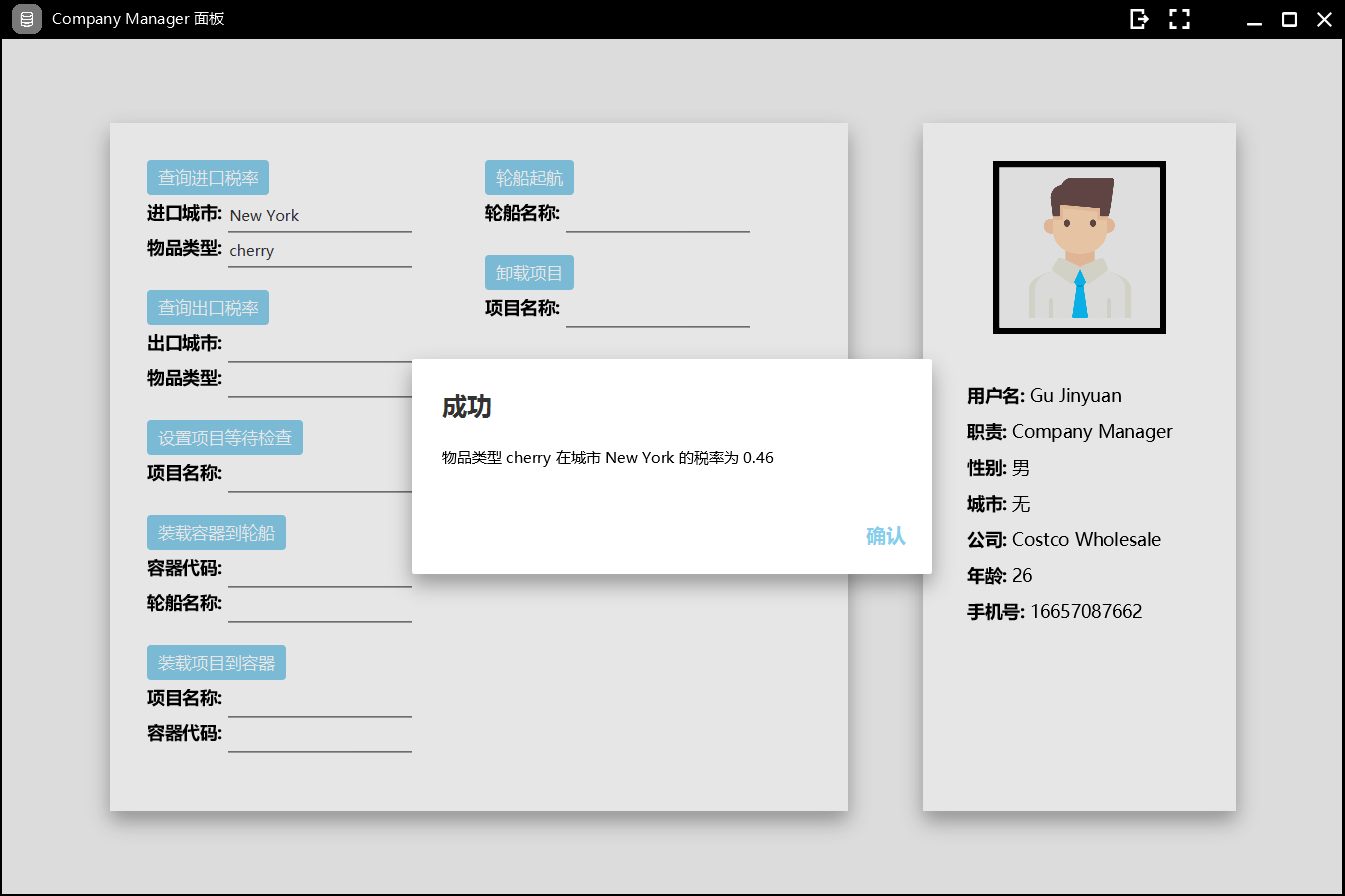 Company Manager 面板
查询进口税率
进口城市: New York
物品类型: cherry
查询出口税率
出口城市:
物品类型:
设置项目等待检查
项目名称:
装载容器到轮船
容器代码:
轮船名称:
装载项目到容器
项目名称:
容器代码:
轮船起航
轮船名称:
卸载项目
项目名称:
成功
物品类型 cherry 在城市 New York 的税率为 0.46
确认
用户名: Gu Jinyuan
职责: Company Manager
性别: 男
城市: 无
公司: Costco Wholesale
年龄: 26
手机号: 16657087662